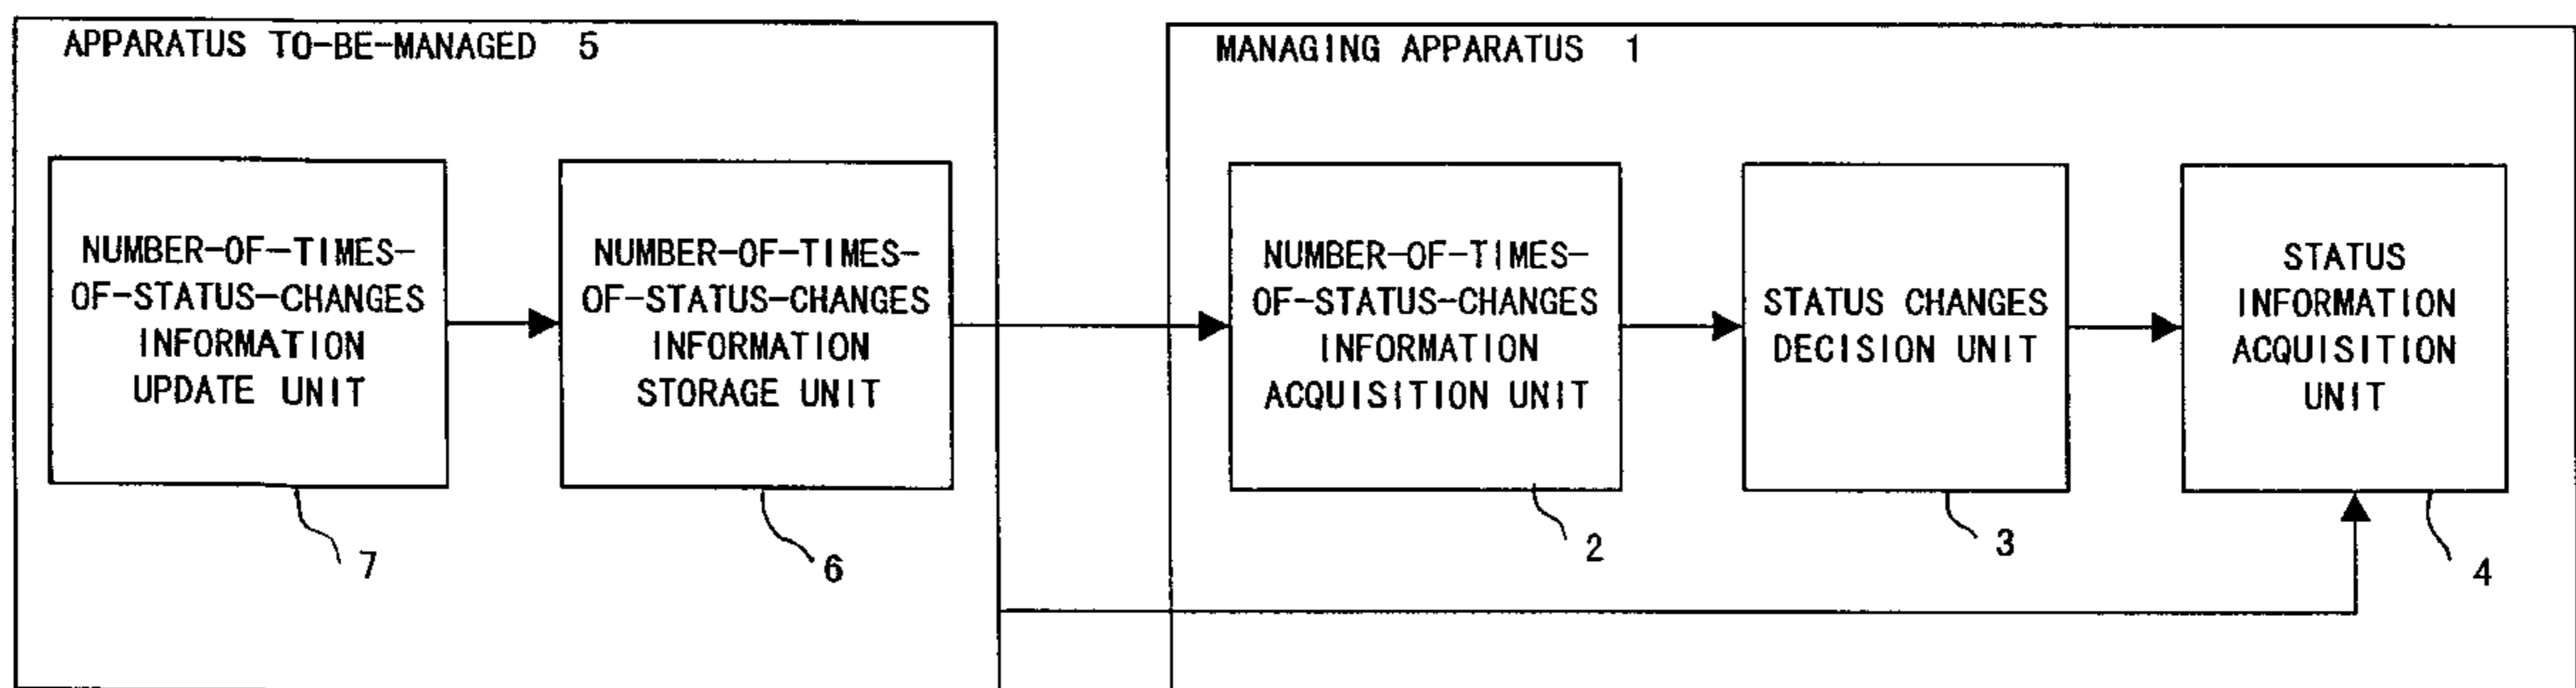 APPARATUS TO-BE-MANAGED 5
NUMBER-OF-TIMES-
OF-STATUS-CHANGES
INFORMATION
UPDATE UNIT
7
NUMBER-OF-TIMES-
OF-STATUS-CHANGES
INFORMATION
STORAGE UNIT
6
MANAGING APPARATUS 1
NUMBER-OF-TIMES-
OF-STATUS-CHANGES
INFORMATION
ACQUISITION UNIT
2
STATUS CHANGES
DECISION UNIT
3
STATUS
INFORMATION
ACQUISITION
UNIT
4